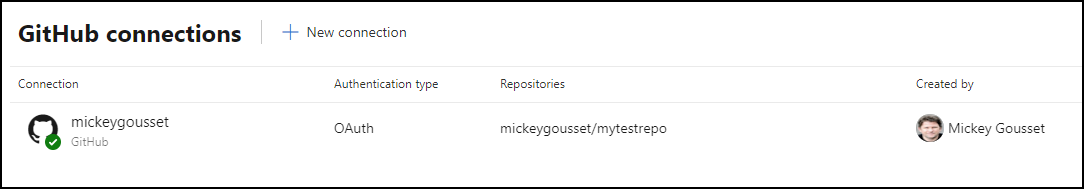 GitHub connections
New connection
Connection
Authentication type
Repositories
Created by
mickeygousset
GitHub
OAuth
mickeygousset/mytestrepo
Mickey Gousset